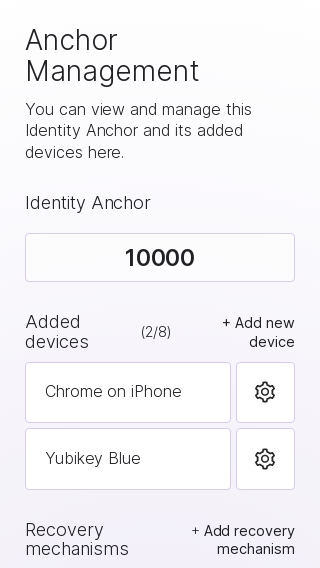 Anchor
Management
You can view and manage this
Identity Anchor and its added
devices here.
Identity Anchor
10000
Added
devices
(2/8)
+ Add new
device
Chrome on iPhone
Yubikey Blue
Recovery
mechanisms
+ Add recovery
mechanism